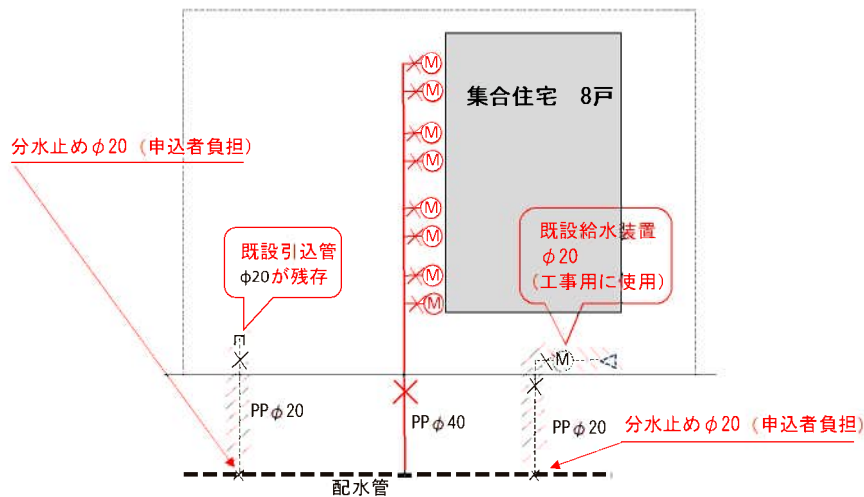 集合住宅 8戸
M
M
M
M
M
M
M
M
分水止めφ20(申込者負担)
既設引込管
φ20が残存
既設給水装置
φ20
(工事用に使用)
M
PPφ20
PPφ40
PPφ20
分水止めφ20(申込者負担)
配水管